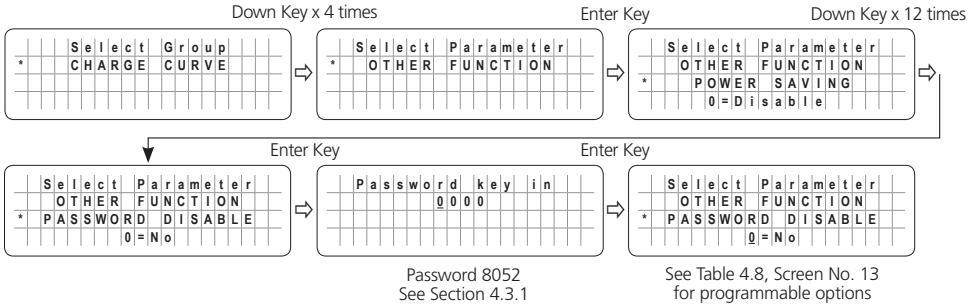 Down Key x 4 times
Enter Key
Down Key x 12 times
Select Group
* CHARGE CURVE
Select Parameter
* OTHER FUNCTION
Select Parameter
OTHER FUNCTION
* POWER SAVING
0=Disable
Enter Key
Enter Key
Select Parameter
OTHER FUNCTION
* PASSWORD DISABLE
0=No
Password key in
0000
Select Parameter
OTHER FUNCTION
* PASSWORD DISABLE
0=No
Password 8052
See Section 4.3.1
See Table 4.8, Screen No. 13
for programmable options